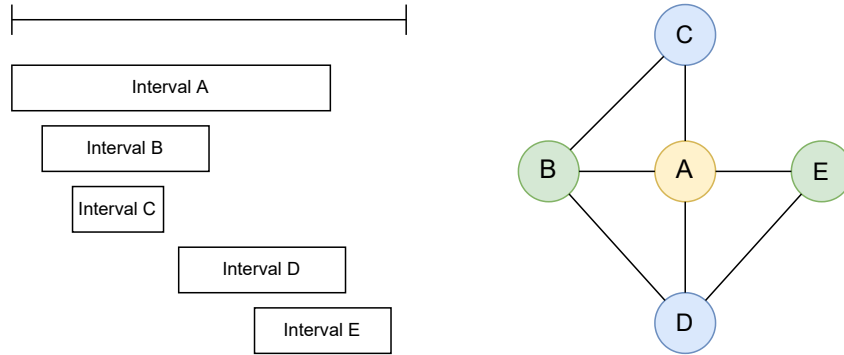 Interval A
Interval B
Interval C
Interval D
Interval E
C
B A E
D